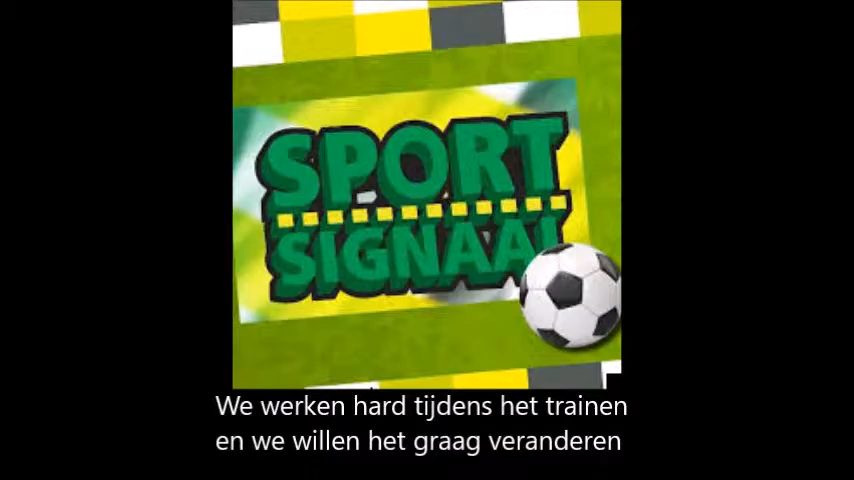 SPORT
SIGNAAL
We werken hard tijdens het trainen
en we willen het graag veranderen